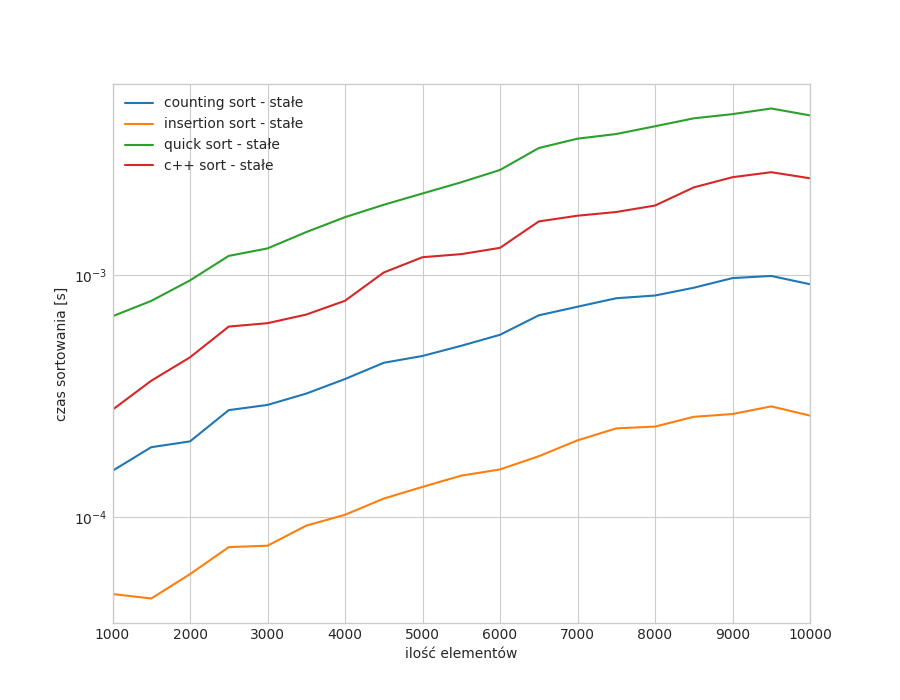 counting sort - stałe
insertion sort - stałe
quick sort - stałe
c++ sort - stałe
10⁻³
10⁻⁴
czas sortowania [s]
1000 2000 3000 4000 5000 6000 7000 8000 9000 10000
ilość elementów